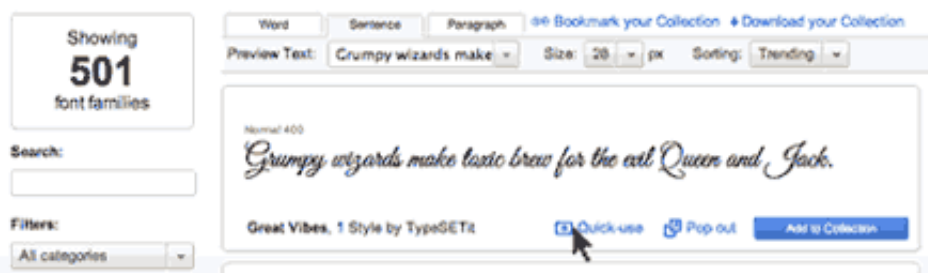 Showing
501
font families
Search:
Filters:
All categories
Word Sentence Paragraph Bookmark your Collection Download your Collection
Preview Text: Grumpy wizards make Size: 28 px Sorting: Trending
Normal 400
Grumpy wizards make toxic brew for the evil Queen and Jack.
Great Vibes, 1 Style by TypeSETit Quick-use Pop out Add to Collection